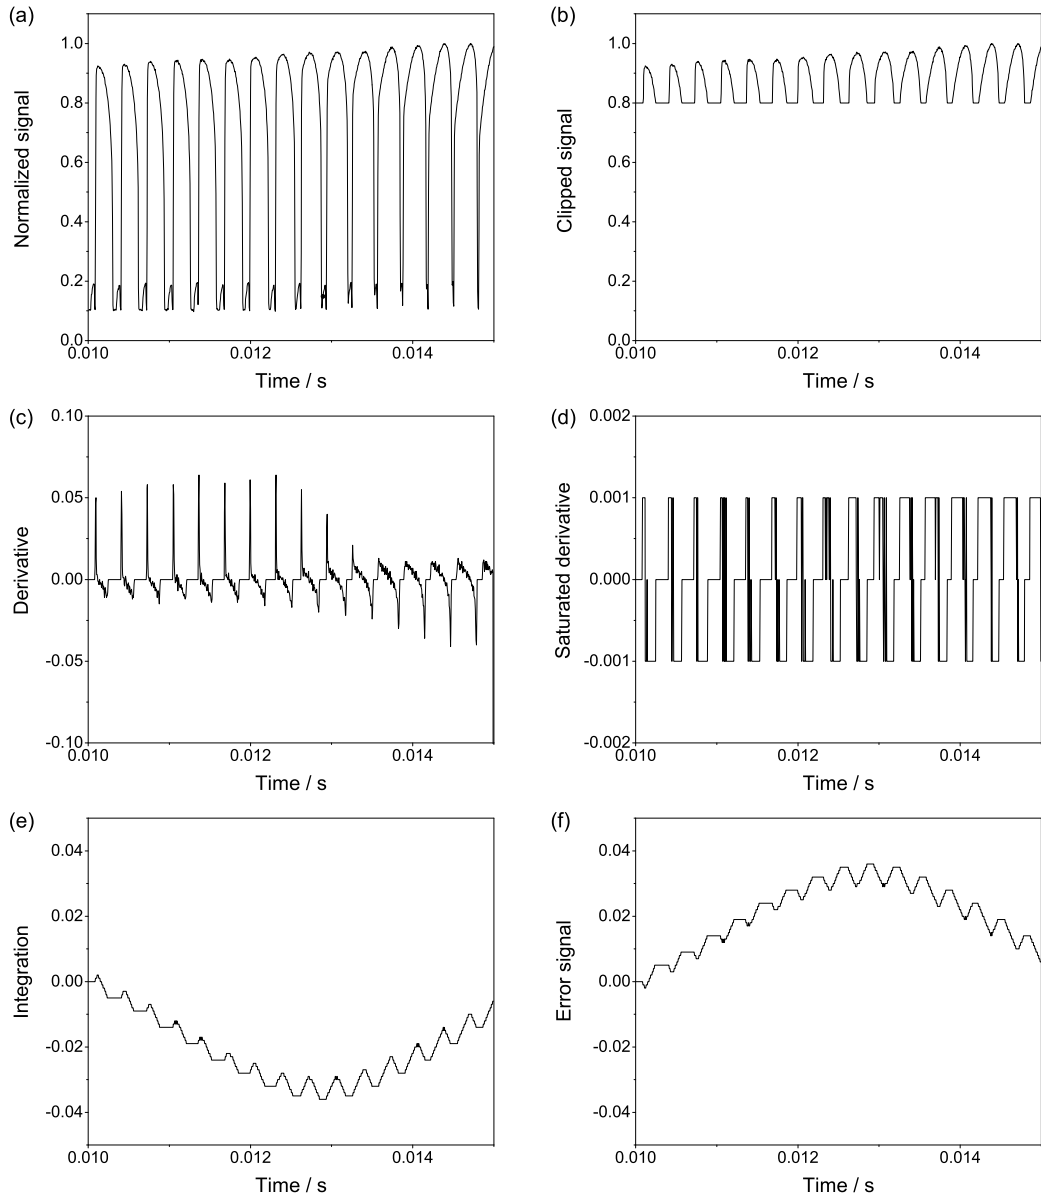 (a)
Normalized signal
1.0
0.8
0.6
0.4
0.2
0.0
0.010
0.012
0.014
Time / s
(b)
Clipped signal
1.0
0.8
0.6
0.4
0.2
0.0
0.010
0.012
0.014
Time / s
(c)
Derivative
0.10
0.05
0.00
-0.05
-0.10
0.010
0.012
0.014
Time / s
(d)
Saturated derivative
0.002
0.001
0.000
-0.001
-0.002
0.010
0.012
0.014
Time / s
(e)
Integration
0.04
0.02
0.00
-0.02
-0.04
0.010
0.012
0.014
Time / s
(f)
Error signal
0.04
0.02
0.00
-0.02
-0.04
0.010
0.012
0.014
Time / s